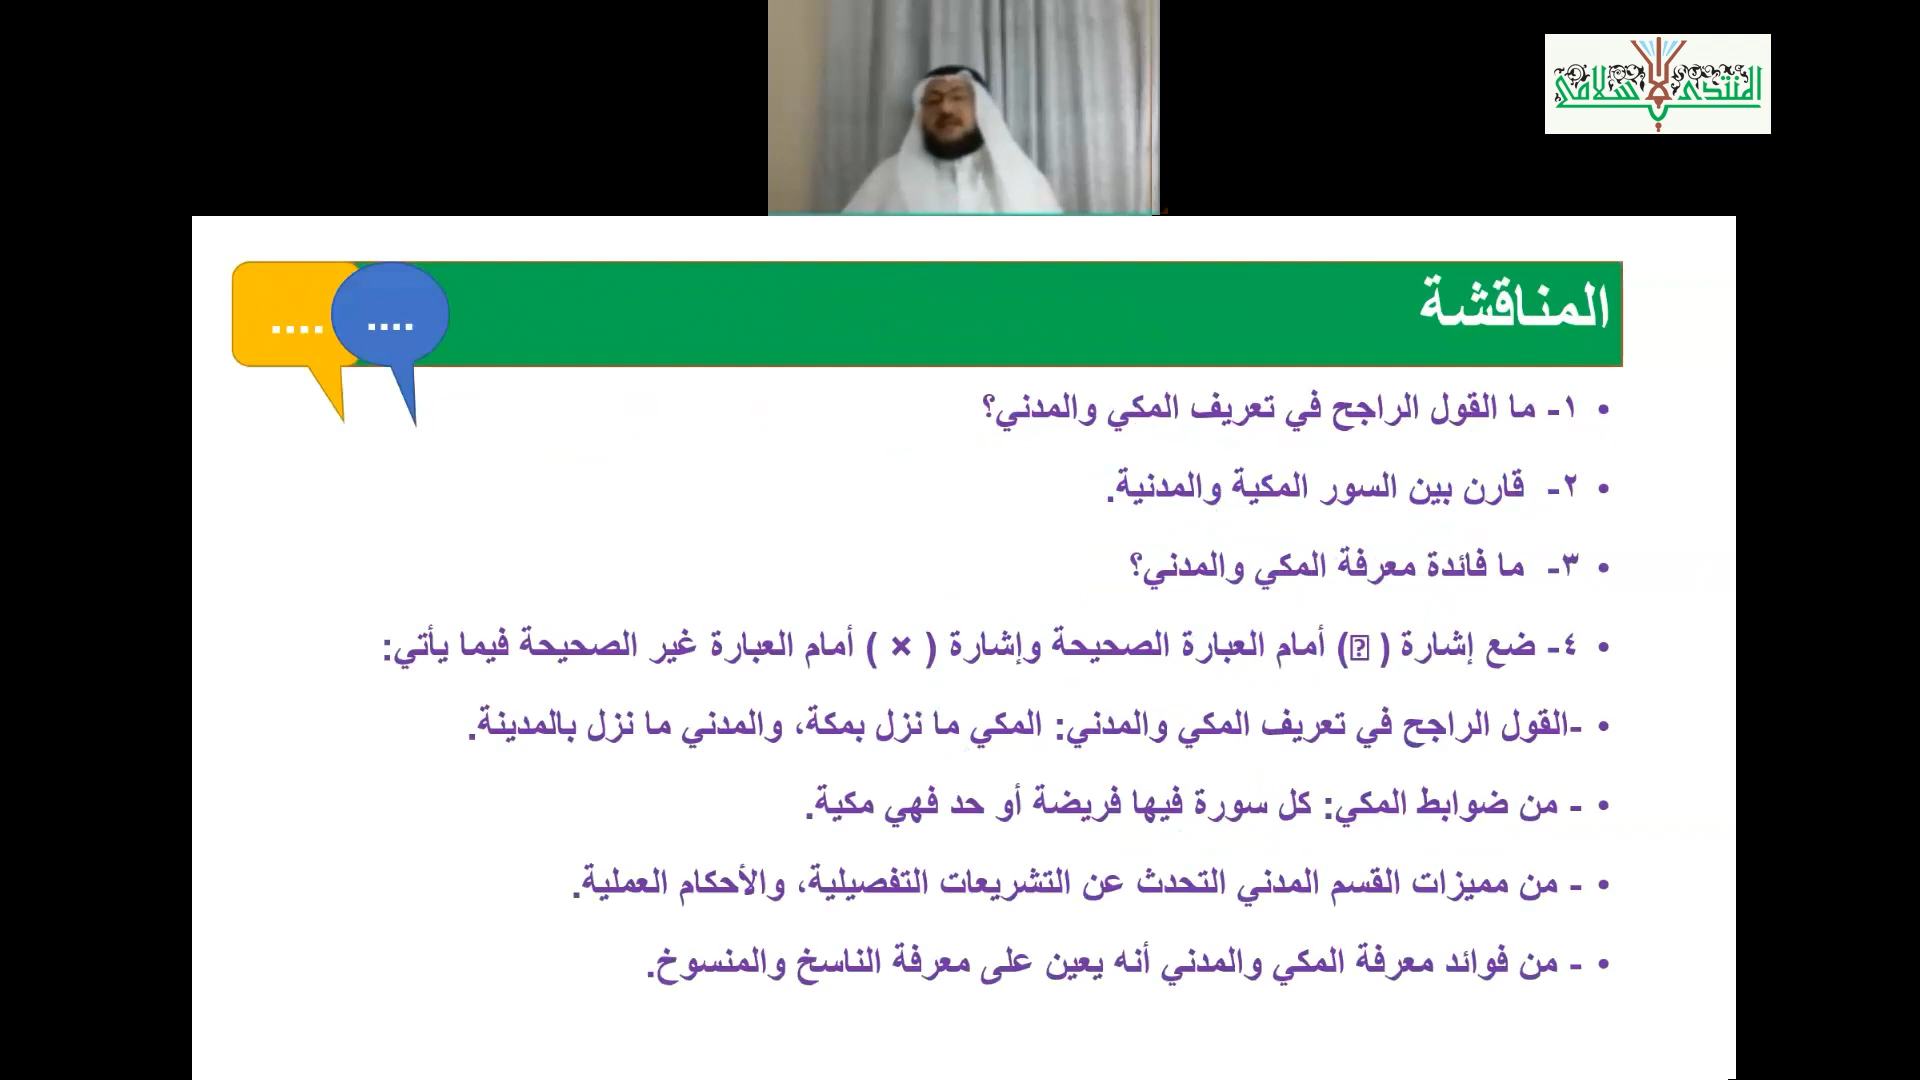 المنتدى الإسلامي
المناقشة
.... ....
• ١- ما القول الراجح في تعريف المكي والمدني؟
• ٢- قارن بين السور المكية والمدنية.
• ٣- ما فائدة معرفة المكي والمدني؟
• ٤- ضع إشارة ( ) أمام العبارة الصحيحة وإشارة ( × ) أمام العبارة غير الصحيحة فيما يأتي:
• -القول الراجح في تعريف المكي والمدني: المكي ما نزل بمكة، والمدني ما نزل بالمدينة.
• - من ضوابط المكي: كل سورة فيها فريضة أو حد فهي مكية.
• - من مميزات القسم المدني التحدث عن التشريعات التفصيلية، والأحكام العملية.
• - من فوائد معرفة المكي والمدني أنه يعين على معرفة الناسخ والمنسوخ.